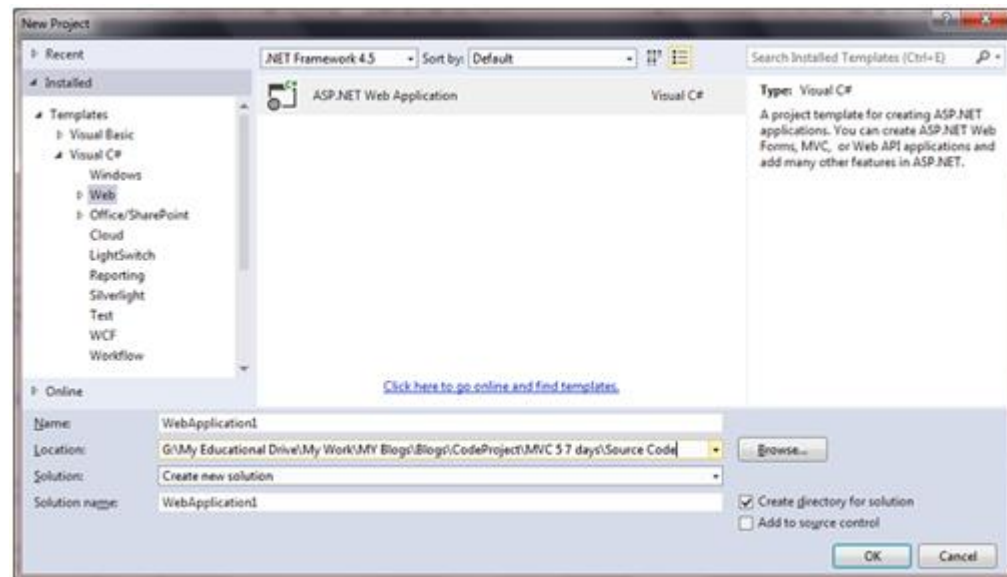 New Project
Recent
.NET Framework 4.5
Sort by: Default
Search Installed Templates (Ctrl+E)
Installed
Templates
Visual Basic
Visual C#
Windows
Web
Office/SharePoint
Cloud
LightSwitch
Reporting
Silverlight
Test
WCF
Workflow
Online
ASP.NET Web Application Visual C#
Click here to go online and find templates.
Type: Visual C#
A project template for creating ASP.NET
applications. You can create ASP.NET Web
Forms, MVC, or Web API applications and
add many other features in ASP.NET.
Name: WebApplication1
Location: G:\My Educational Drive\My Work\MY Blogs\Blogs\CodeProject\MVC 5 7 days\Source Code
Browse...
Solution: Create new solution
Solution name: WebApplication1
Create directory for solution
Add to source control
OK
Cancel